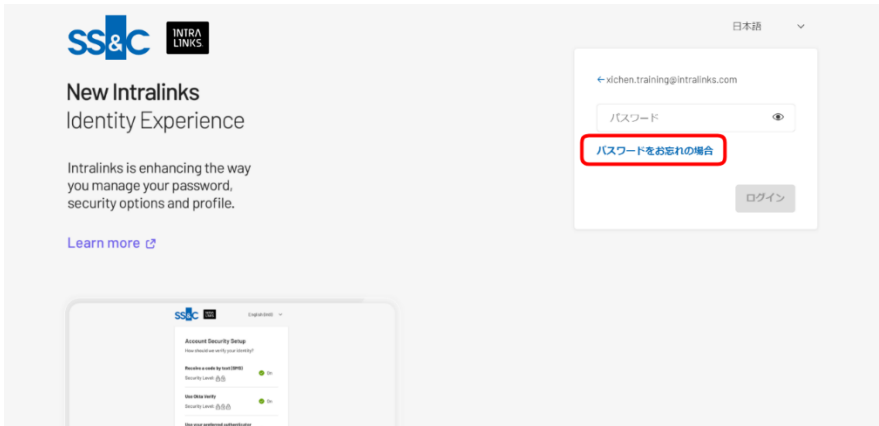 SS&C
INTRA
LINKS
New Intralinks
Identity Experience
Intralinks is enhancing the way
you manage your password,
security options and profile.
Learn more
日本語
xichen.training@intralinks.com
パスワード
パスワードをお忘れの場合
ログイン
SS&C
Account Security Setup
How should we verify your identity?
Receive a code by text (SMS)
On
Security Level:
Use Okta Verify
On
Security Level:
Use your preferred authenticator